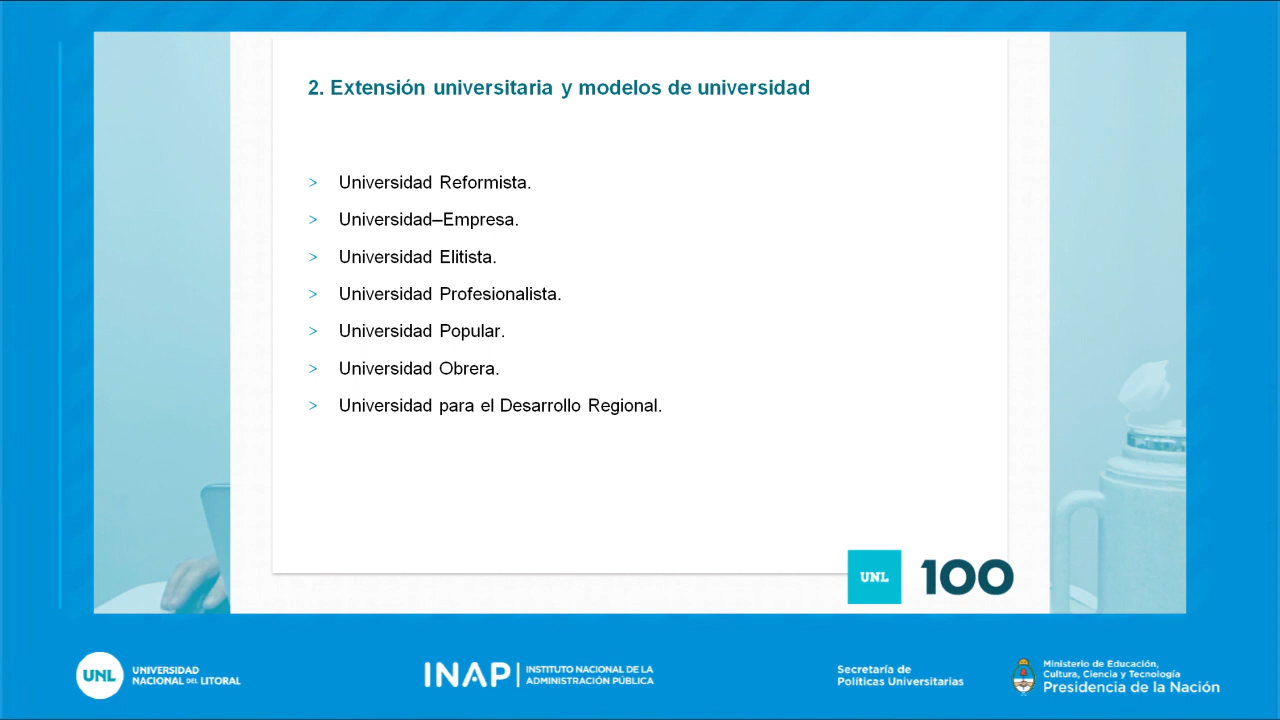 2. Extensión universitaria y modelos de universidad
> Universidad Reformista.
> Universidad–Empresa.
> Universidad Elitista.
> Universidad Profesionalista.
> Universidad Popular.
> Universidad Obrera.
> Universidad para el Desarrollo Regional.
UNL 100
UNL UNIVERSIDAD
NACIONAL DEL LITORAL
INAP INSTITUTO NACIONAL DE LA
ADMINISTRACIÓN PÚBLICA
Secretaría de
Políticas Universitarias
Ministerio de Educación,
Cultura, Ciencia y Tecnología
Presidencia de la Nación